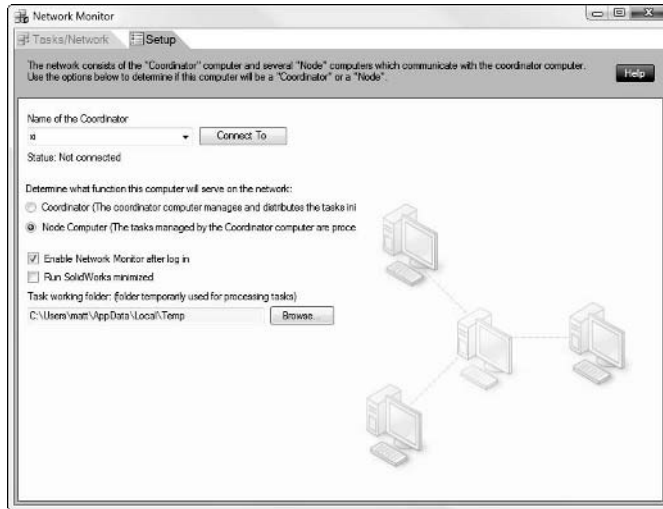 Network Monitor
Tasks/Network
Setup
The network consists of the "Coordinator" computer and several "Node" computers which communicate with the coordinator computer.
Use the options below to determine if this computer will be a "Coordinator" or a "Node".
Help
Name of the Coordinator
xi
Connect To
Status: Not connected
Determine what function this computer will serve on the network:
Coordinator (The coordinator computer manages and distributes the tasks ini
Node Computer (The tasks managed by the Coordinator computer are proce
Enable Network Monitor after log in
Run SolidWorks minimized
Task working folder: (folder temporarily used for processing tasks)
C:\Users\matt\AppData\Local\Temp
Browse...